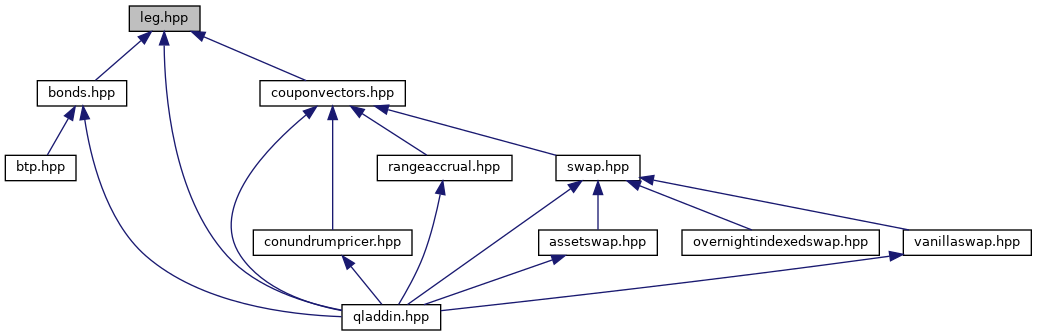 leg.hpp
bonds.hpp
couponvectors.hpp
btp.hpp
rangeaccrual.hpp
swap.hpp
conundrumpricer.hpp
assetswap.hpp
overnightindexedswap.hpp
vanillaswap.hpp
qladdin.hpp